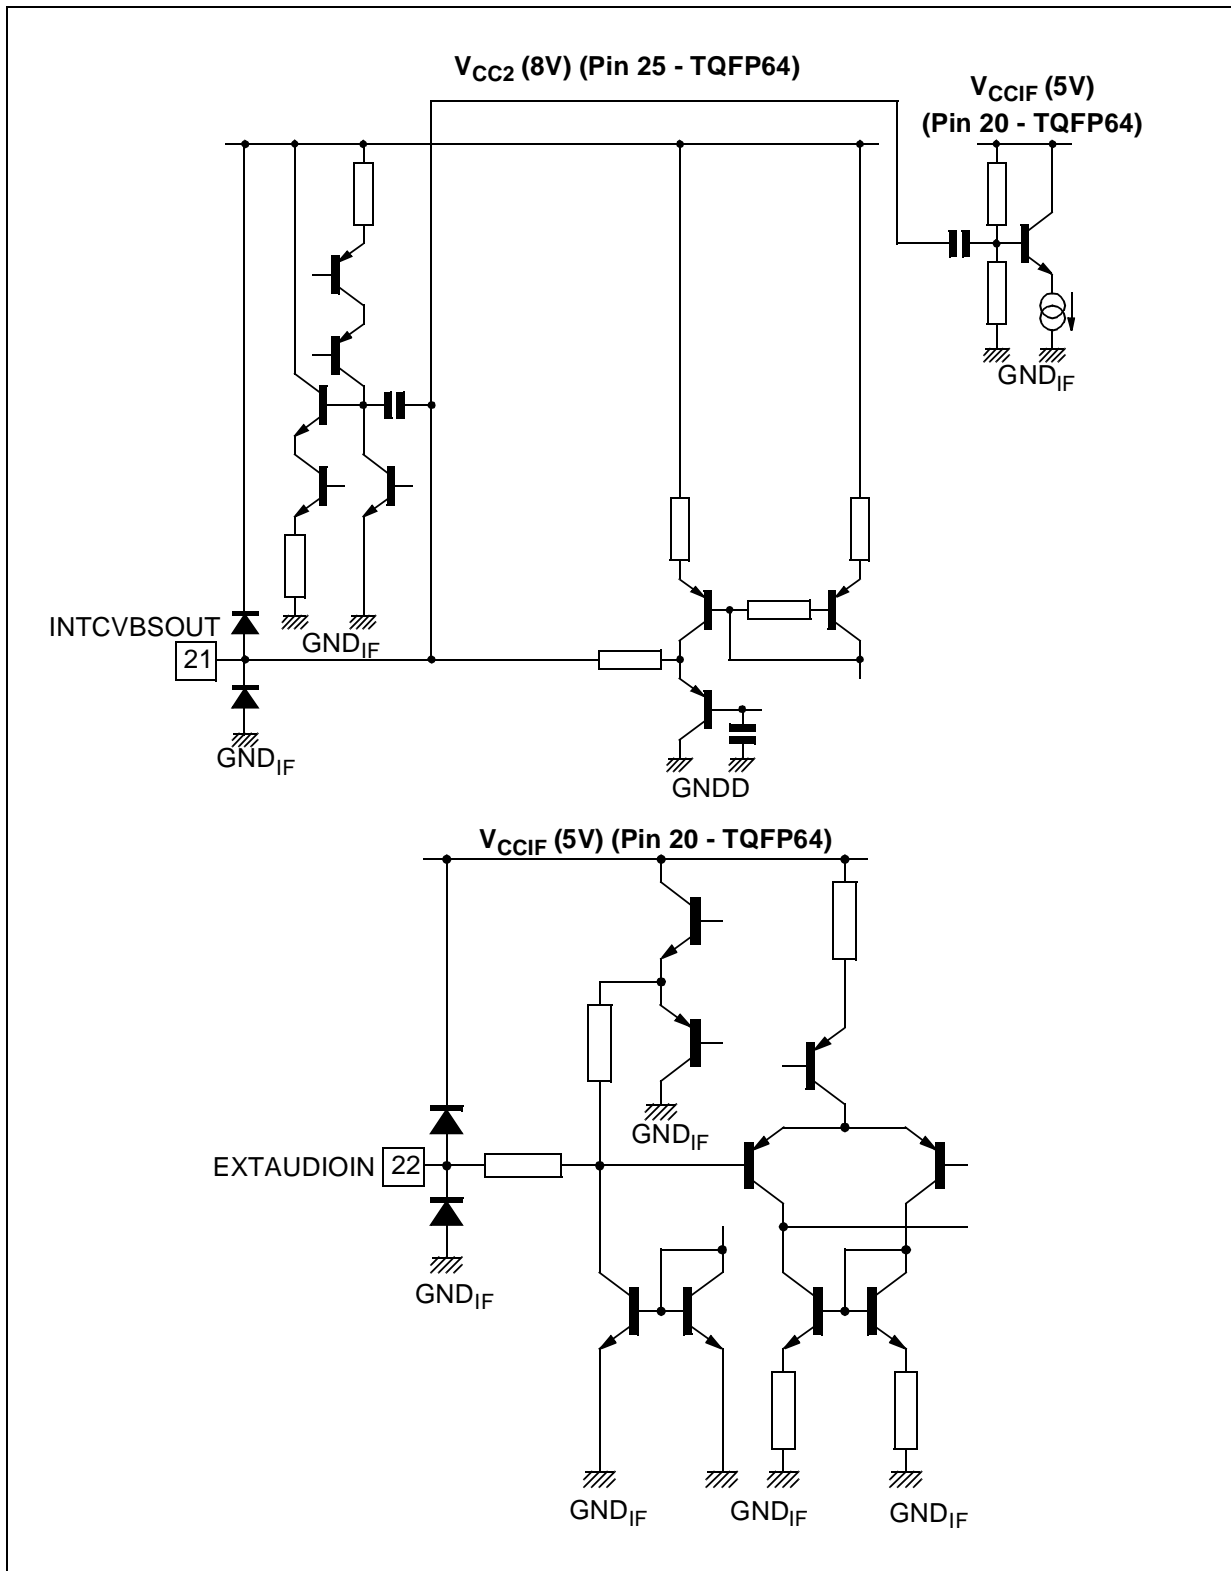 VCC2 (8V) (Pin 25 - TQFP64)
VCCIF (5V)
(Pin 20 - TQFP64)
GNDIF
INTCVBSOUT
21
GNDIF
GNDIF
GNDD
VCCIF (5V) (Pin 20 - TQFP64)
GNDIF
EXTAUDIOIN 22
GNDIF
GNDIF
GNDIF
GNDIF